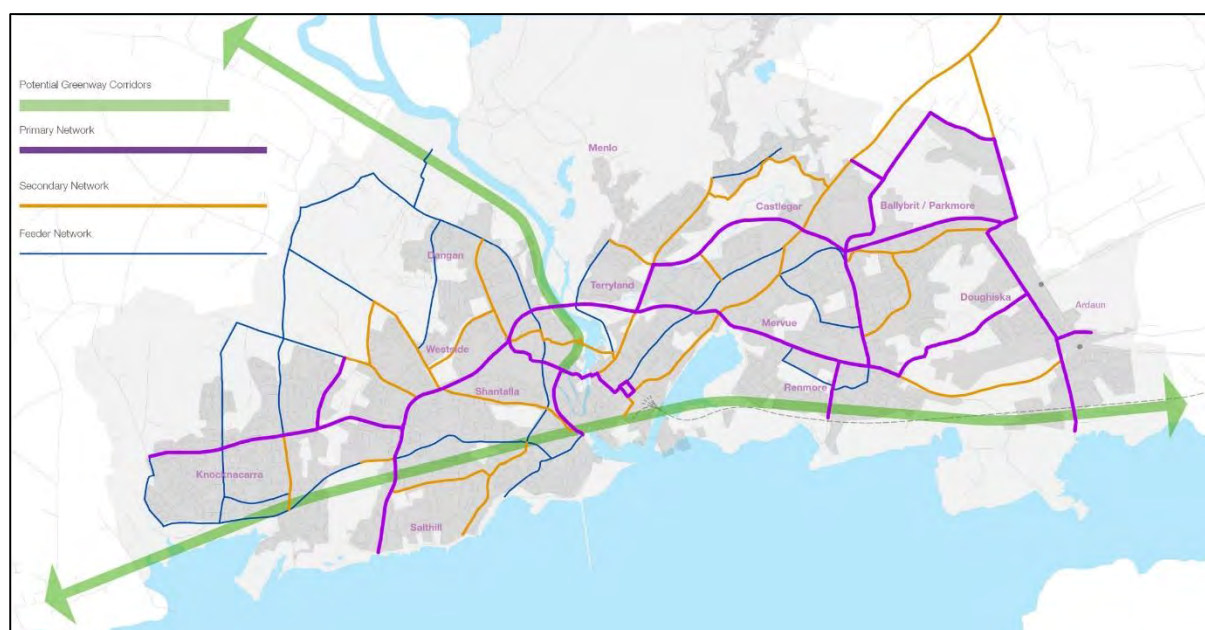 Potential Greenway Corridors
Primary Network
Secondary Network
Feeder Network
Menlo
Castlegar
Ballybrit / Parkmore
Dangan
Terryland
Doughiska
Ardaun
Mervue
Westside
Shantalla
Renmore
Knocknacarra
Salthill